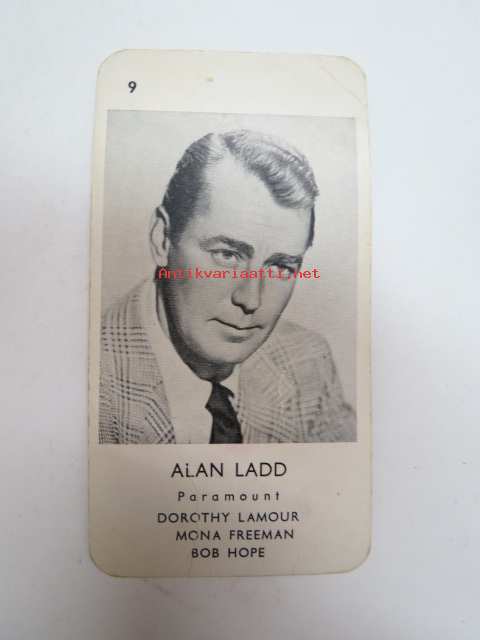 9
Antikvariaatti.net
ALAN LADD
Paramount
DOROTHY LAMOUR
MONA FREEMAN
BOB HOPE